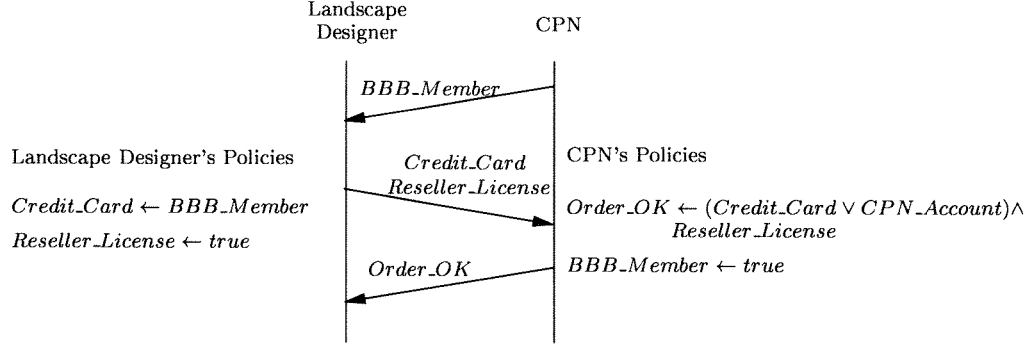 Landscape
Designer
CPN
BBB_Member
Landscape Designer's Policies
Credit_Card
Reseller_License
CPN's Policies
Credit_Card ← BBB_Member
Order_OK ← (Credit_Card ∨ CPN_Account)∧
Reseller_License
Reseller_License ← true
Order_OK
BBB_Member ← true